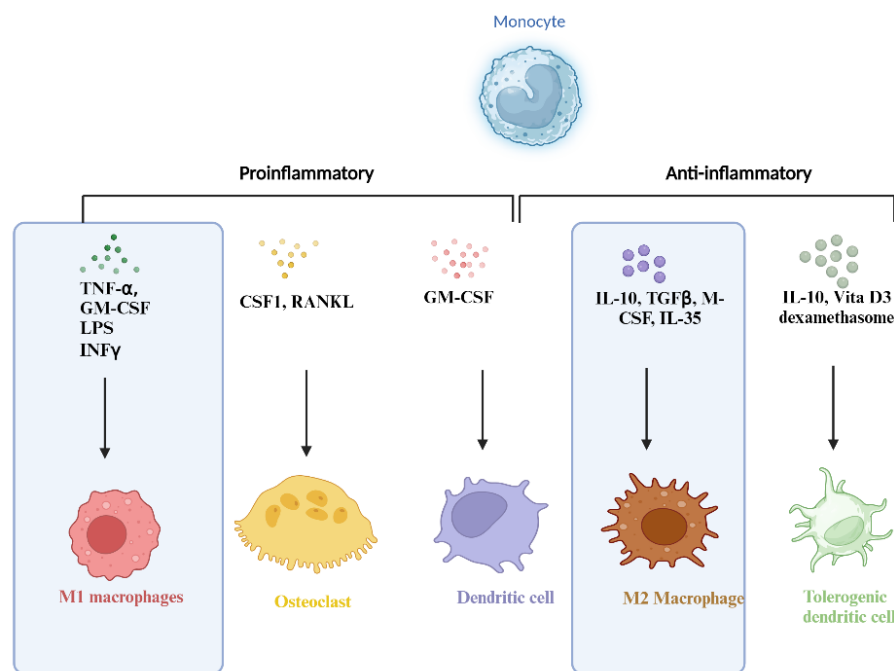 Monocyte
Proinflammatory
Anti-inflammatory
TNF-α,
GM-CSF
LPS
INFγ
CSF1, RANKL
GM-CSF
IL-10, TGFβ, M-
CSF, IL-35
IL-10, Vita D3
dexamethasome
M1 macrophages
Osteoclast
Dendritic cell
M2 Macrophage
Tolerogenic
dendritic cell